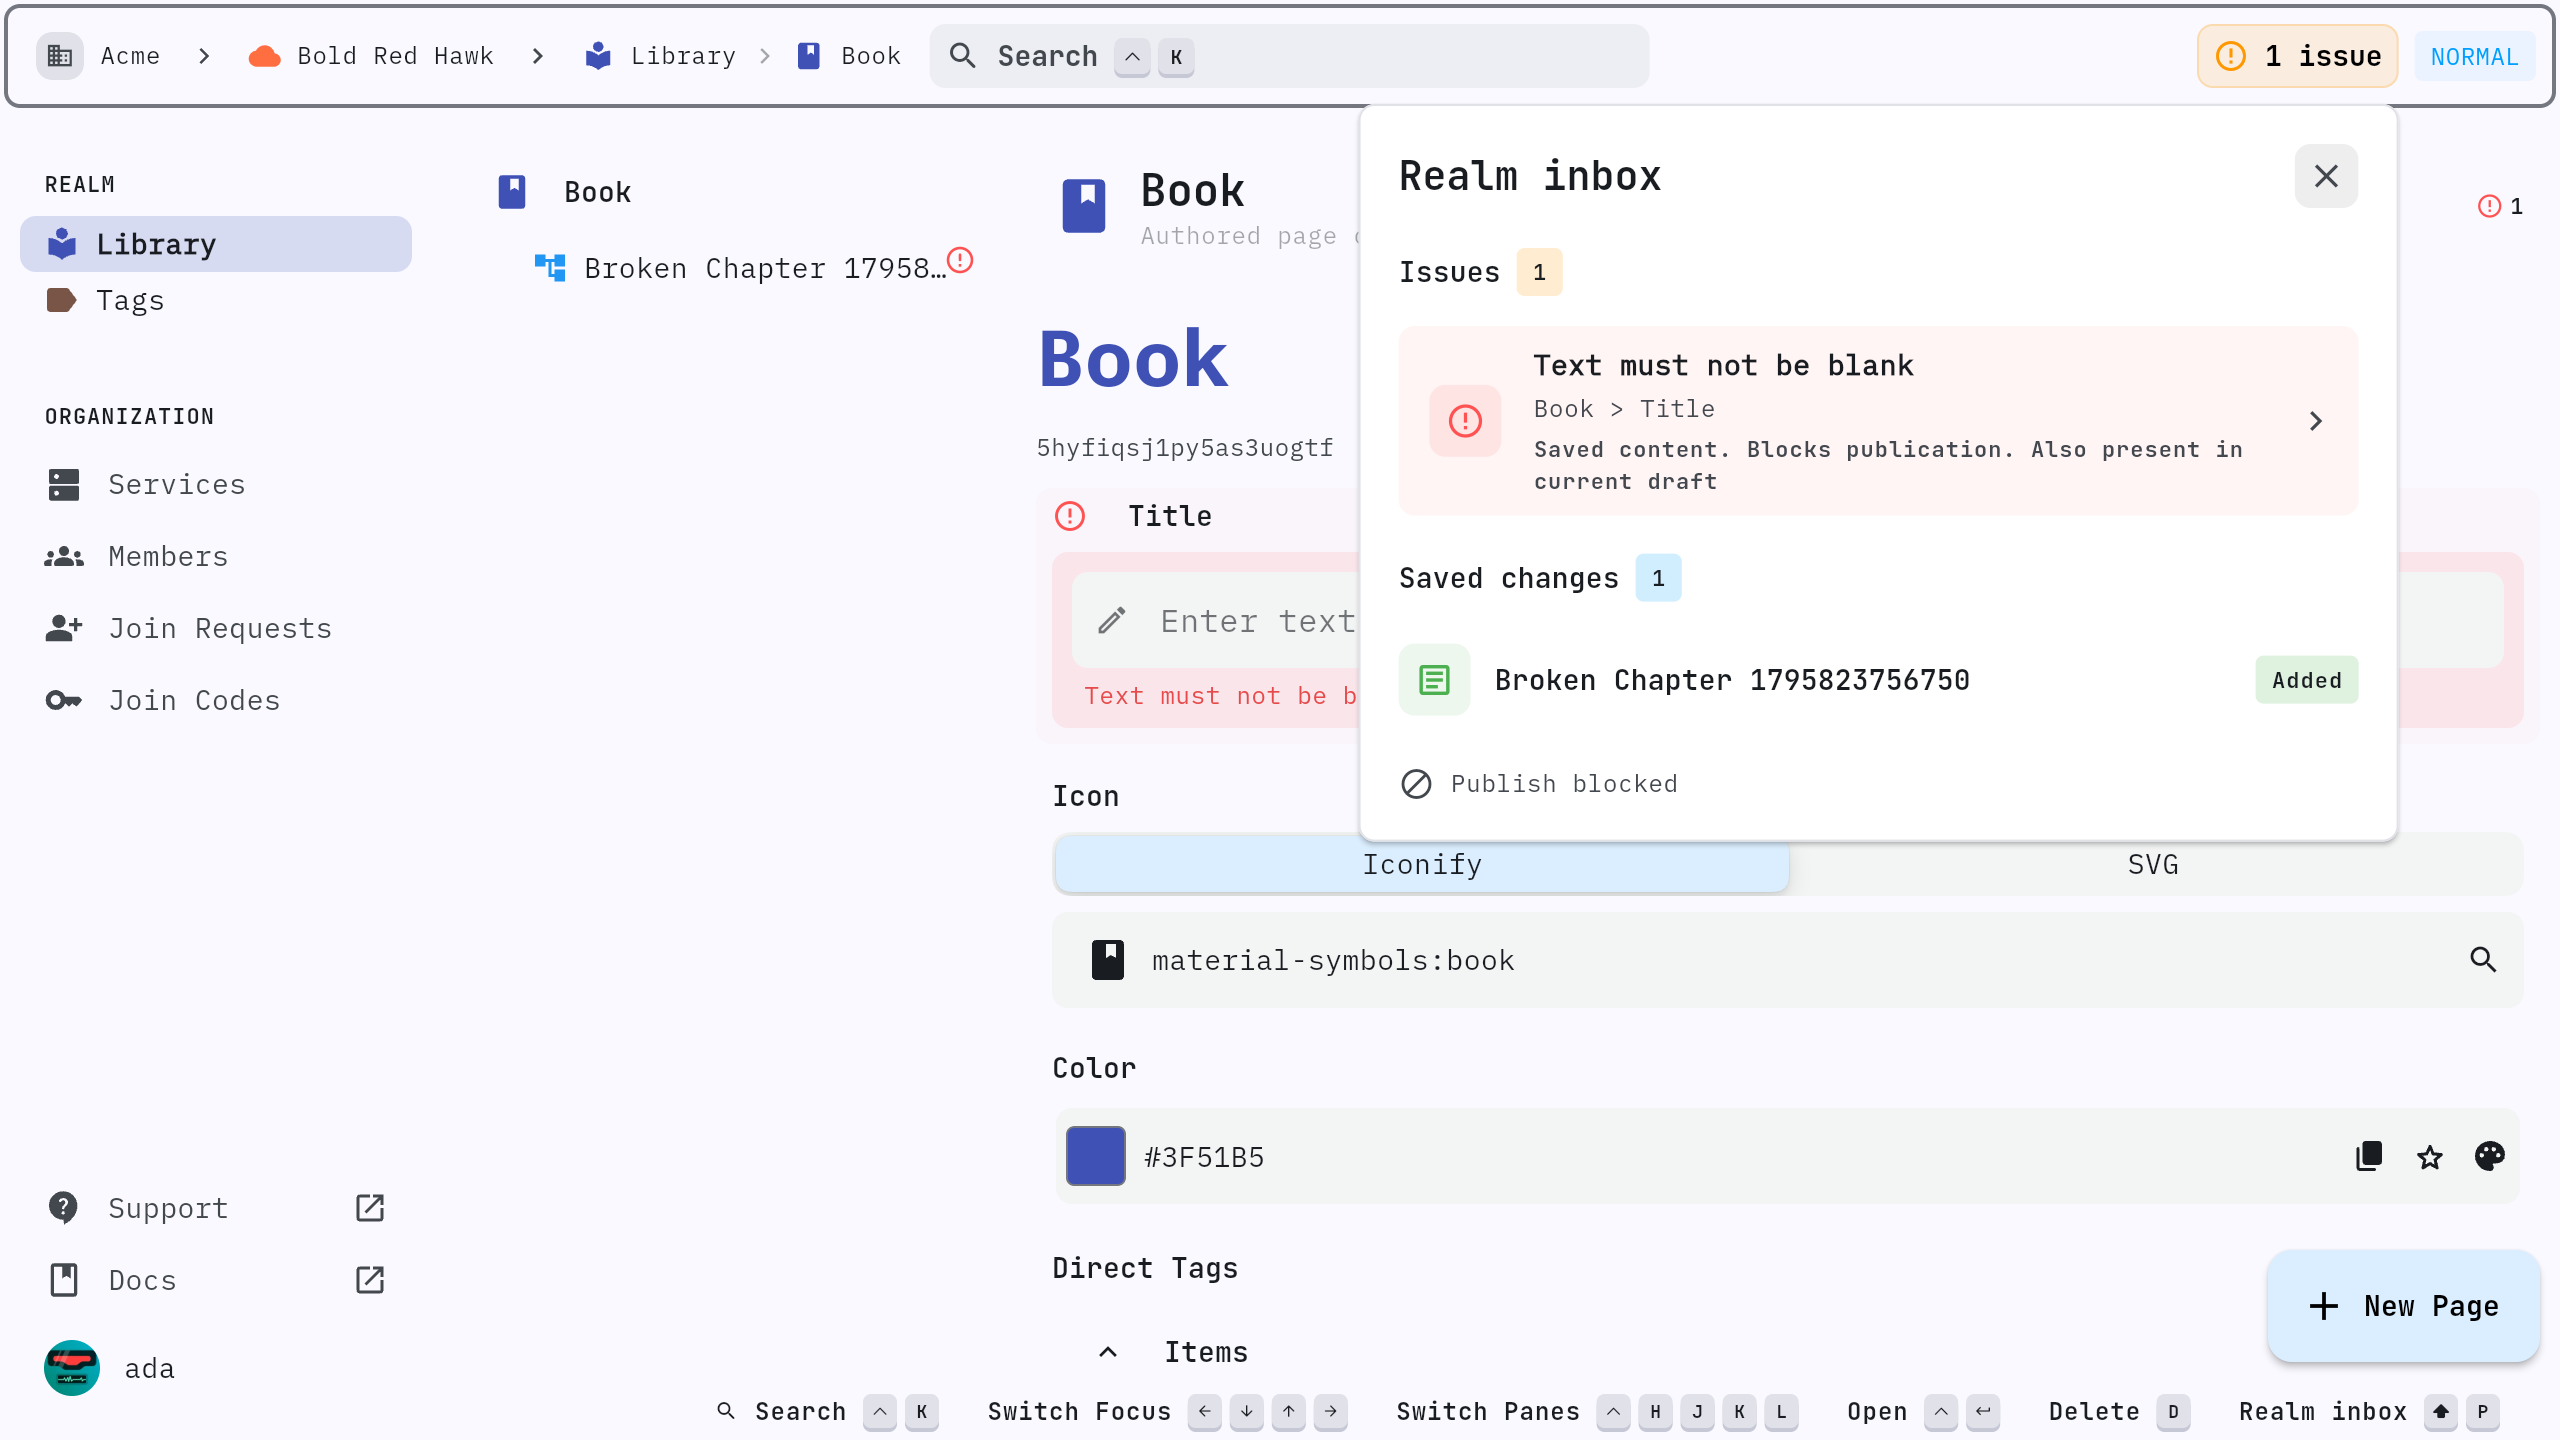 Acme
Bold Red Hawk
Library
Book
Search ^ K
1 issue
NORMAL
REALM
Library
Tags
ORGANIZATION
Services
Members
Join Requests
Join Codes
Support
Docs
ada
Book
Broken Chapter 17958…
Book
Authored page
1
Book
5hyfiqsj1py5as3uogtf
Title
Enter text
Text must not be b
Icon
Iconify
SVG
material-symbols:book
Color
#3F51B5
Direct Tags
Items
Realm inbox
Issues 1
Text must not be blank
Book > Title
Saved content. Blocks publication. Also present in
current draft
Saved changes 1
Broken Chapter 1795823756750
Added
Publish blocked
New Page
Search ^ K
Switch Focus ← ↓ ↑ →
Switch Panes ^ H J K L
Open ^ ↵
Delete D
Realm inbox ⬆ P